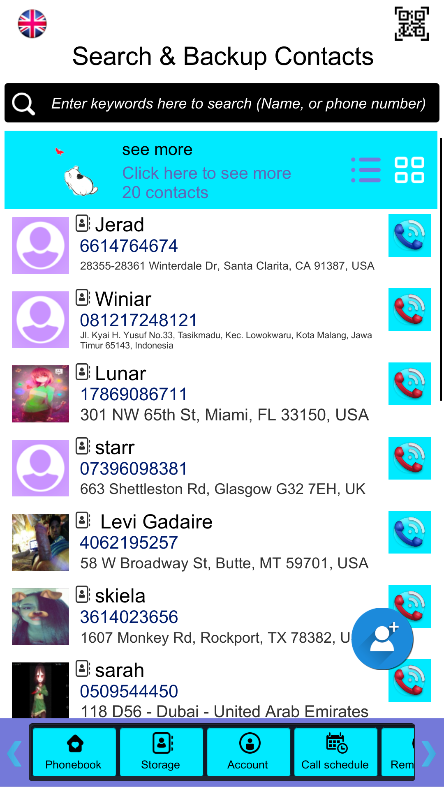 Search & Backup Contacts
Enter keywords here to search (Name, or phone number)
see more
Click here to see more
20 contacts
Jerad
6614764674
28355-28361 Winterdale Dr, Santa Clarita, CA 91387, USA
Winiar
081217248121
Jl. Kyai H. Yusuf No.33, Tasikmadu, Kec. Lowokwaru, Kota Malang, Jawa
Timur 65143, Indonesia
Lunar
17869086711
301 NW 65th St, Miami, FL 33150, USA
starr
07396098381
663 Shettleston Rd, Glasgow G32 7EH, UK
Levi Gadaire
4062195257
58 W Broadway St, Butte, MT 59701, USA
skiela
3614023656
1607 Monkey Rd, Rockport, TX 78382, U
sarah
0509544450
118 D56 - Dubai - United Arab Emirates
Phonebook
Storage
Account
Call schedule
Rem